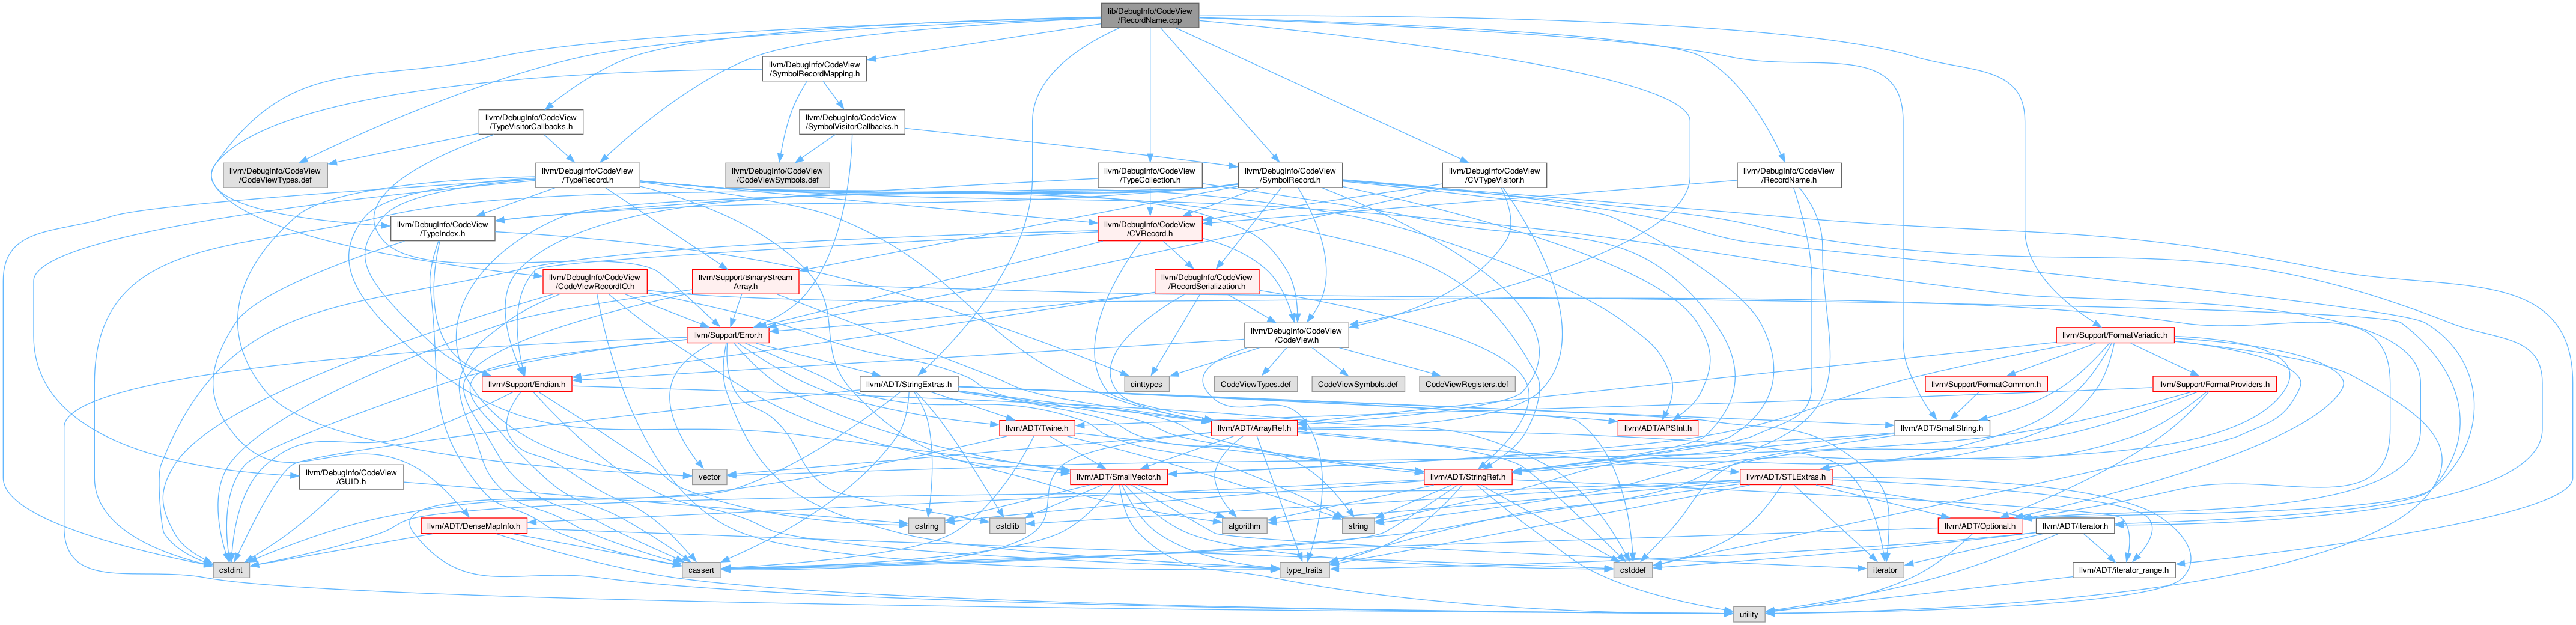 lib/DebugInfo/CodeView
/RecordName.cpp
llvm/DebugInfo/CodeView
/SymbolRecordMapping.h
llvm/DebugInfo/CodeView
/TypeVisitorCallbacks.h
llvm/DebugInfo/CodeView
/SymbolVisitorCallbacks.h
llvm/DebugInfo/CodeView
/CodeViewTypes.def
llvm/DebugInfo/CodeView
/TypeRecord.h
llvm/DebugInfo/CodeView
/CodeViewSymbols.def
llvm/DebugInfo/CodeView
/TypeCollection.h
llvm/DebugInfo/CodeView
/SymbolRecord.h
llvm/DebugInfo/CodeView
/CVTypeVisitor.h
llvm/DebugInfo/CodeView
/RecordName.h
llvm/DebugInfo/CodeView
/TypeIndex.h
llvm/DebugInfo/CodeView
/CVRecord.h
llvm/DebugInfo/CodeView
/CodeViewRecordIO.h
llvm/Support/BinaryStream
Array.h
llvm/DebugInfo/CodeView
/RecordSerialization.h
llvm/Support/Error.h
llvm/DebugInfo/CodeView
/CodeView.h
llvm/Support/FormatVariadic.h
llvm/Support/Endian.h
llvm/ADT/StringExtras.h
cinttypes
CodeViewTypes.def
CodeViewSymbols.def
CodeViewRegisters.def
llvm/Support/FormatCommon.h
llvm/Support/FormatProviders.h
llvm/ADT/Twine.h
llvm/ADT/ArrayRef.h
llvm/ADT/APSInt.h
llvm/ADT/SmallString.h
llvm/DebugInfo/CodeView
/GUID.h
vector
llvm/ADT/SmallVector.h
llvm/ADT/StringRef.h
llvm/ADT/STLExtras.h
llvm/ADT/DenseMapInfo.h
cstring
cstdlib
algorithm
string
llvm/ADT/Optional.h
llvm/ADT/iterator.h
cstdint
cassert
type_traits
cstddef
iterator
llvm/ADT/iterator_range.h
utility